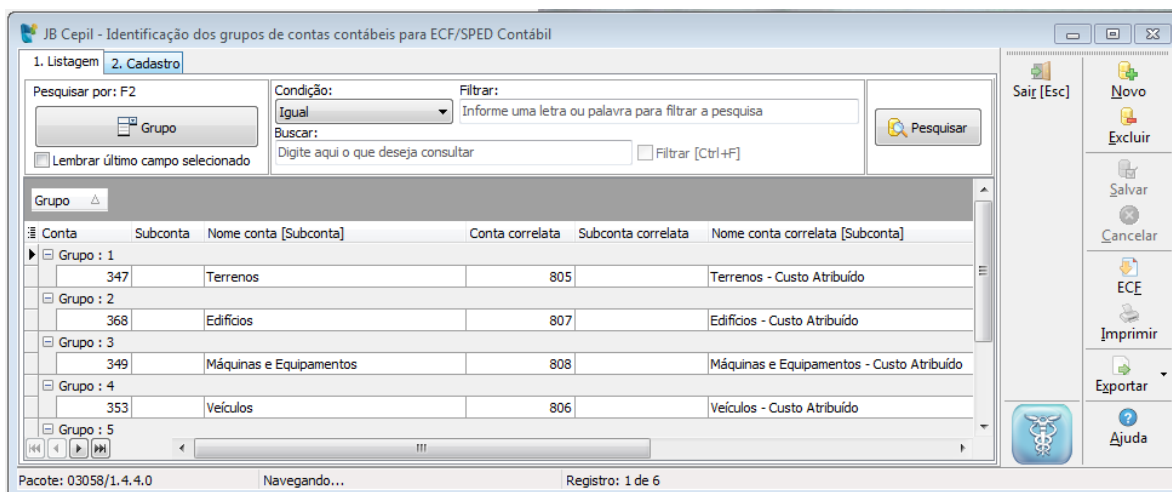 JB Cepil - Identificação dos grupos de contas contábeis para ECF/SPED Contábil
1. Listagem 2. Cadastro
Pesquisar por: F2
Grupo
Lembrar último campo selecionado
Condição: Filtrar:
Igual Informe uma letra ou palavra para filtrar a pesquisa
Buscar:
Digite aqui o que deseja consultar Filtrar [Ctrl+F]
Pesquisar
Grupo
Conta Subconta Nome conta [Subconta] Conta correlata Subconta correlata Nome conta correlata [Subconta]
Grupo : 1
347 Terrenos 805 Terrenos - Custo Atribuído
Grupo : 2
368 Edifícios 807 Edifícios - Custo Atribuído
Grupo : 3
349 Máquinas e Equipamentos 808 Máquinas e Equipamentos - Custo Atribuído
Grupo : 4
353 Veículos 806 Veículos - Custo Atribuído
Grupo : 5
Pacote: 03058/1.4.4.0 Navegando... Registro: 1 de 6
Sair [Esc]
Novo
Excluir
Salvar
Cancelar
ECF
Imprimir
Exportar
Ajuda